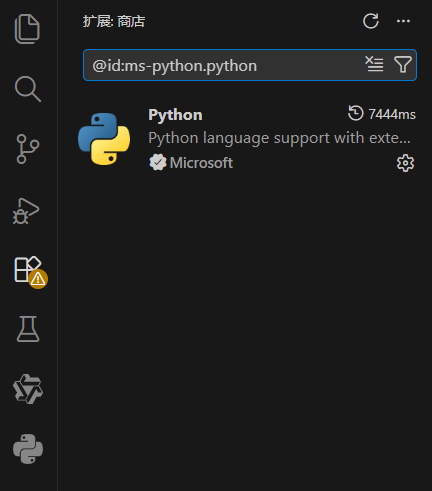 扩展: 商店
@id:ms-python.python
Python
7444ms
Python language support with exte...
Microsoft